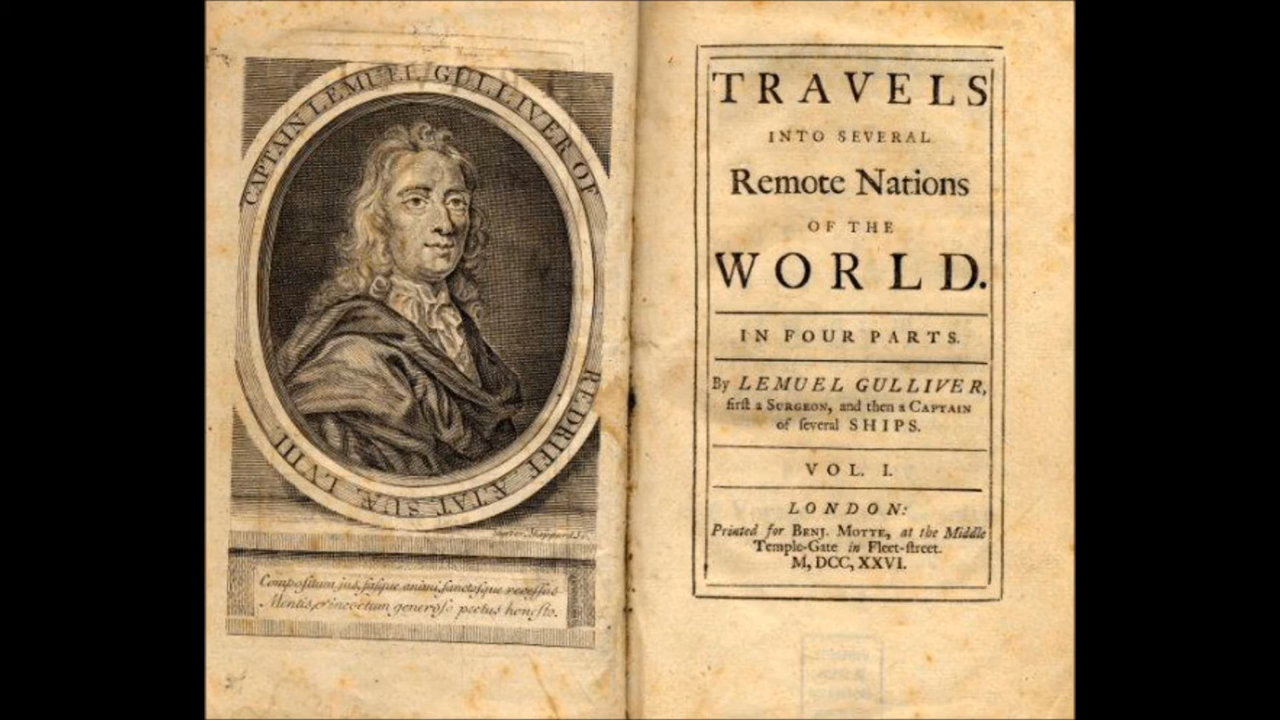 CAPTAIN LEMUEL GULLIVER OF
REDRIFF ÆTAT. SUÆ LVIII.
Compoſitum jus, faſque animi, ſanctoſque receſſus
Mentis, et incoctum generoſo pectus honeſto.
TRAVELS
INTO SEVERAL
Remote Nations
OF THE
WORLD.
IN FOUR PARTS.
By LEMUEL GULLIVER,
firſt a SURGEON, and then a CAPTAIN
of ſeveral SHIPS.
VOL. I.
LONDON:
Printed for BENJ. MOTTE, at the Middle
Temple-Gate in Fleet-ſtreet.
M, DCC, XXVI.